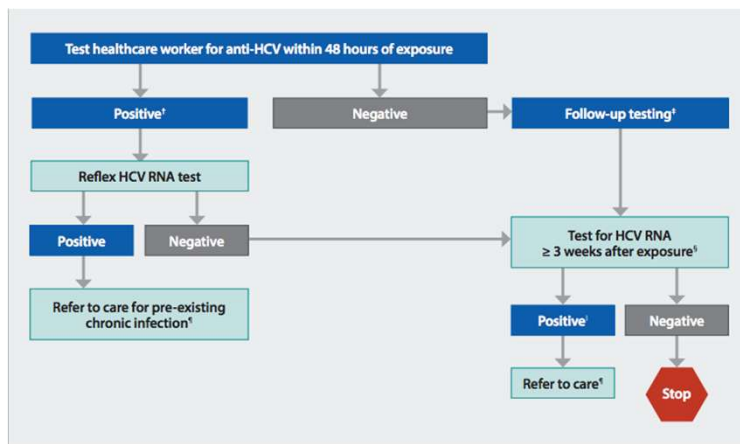 Test healthcare worker for anti-HCV within 48 hours of exposure
Positive†
Negative
Follow-up testing‡
Reflex HCV RNA test
Positive
Negative
Test for HCV RNA
≥ 3 weeks after exposure§
Refer to care for pre-existing
chronic infection¶
Positive
Negative
Refer to care¶
Stop